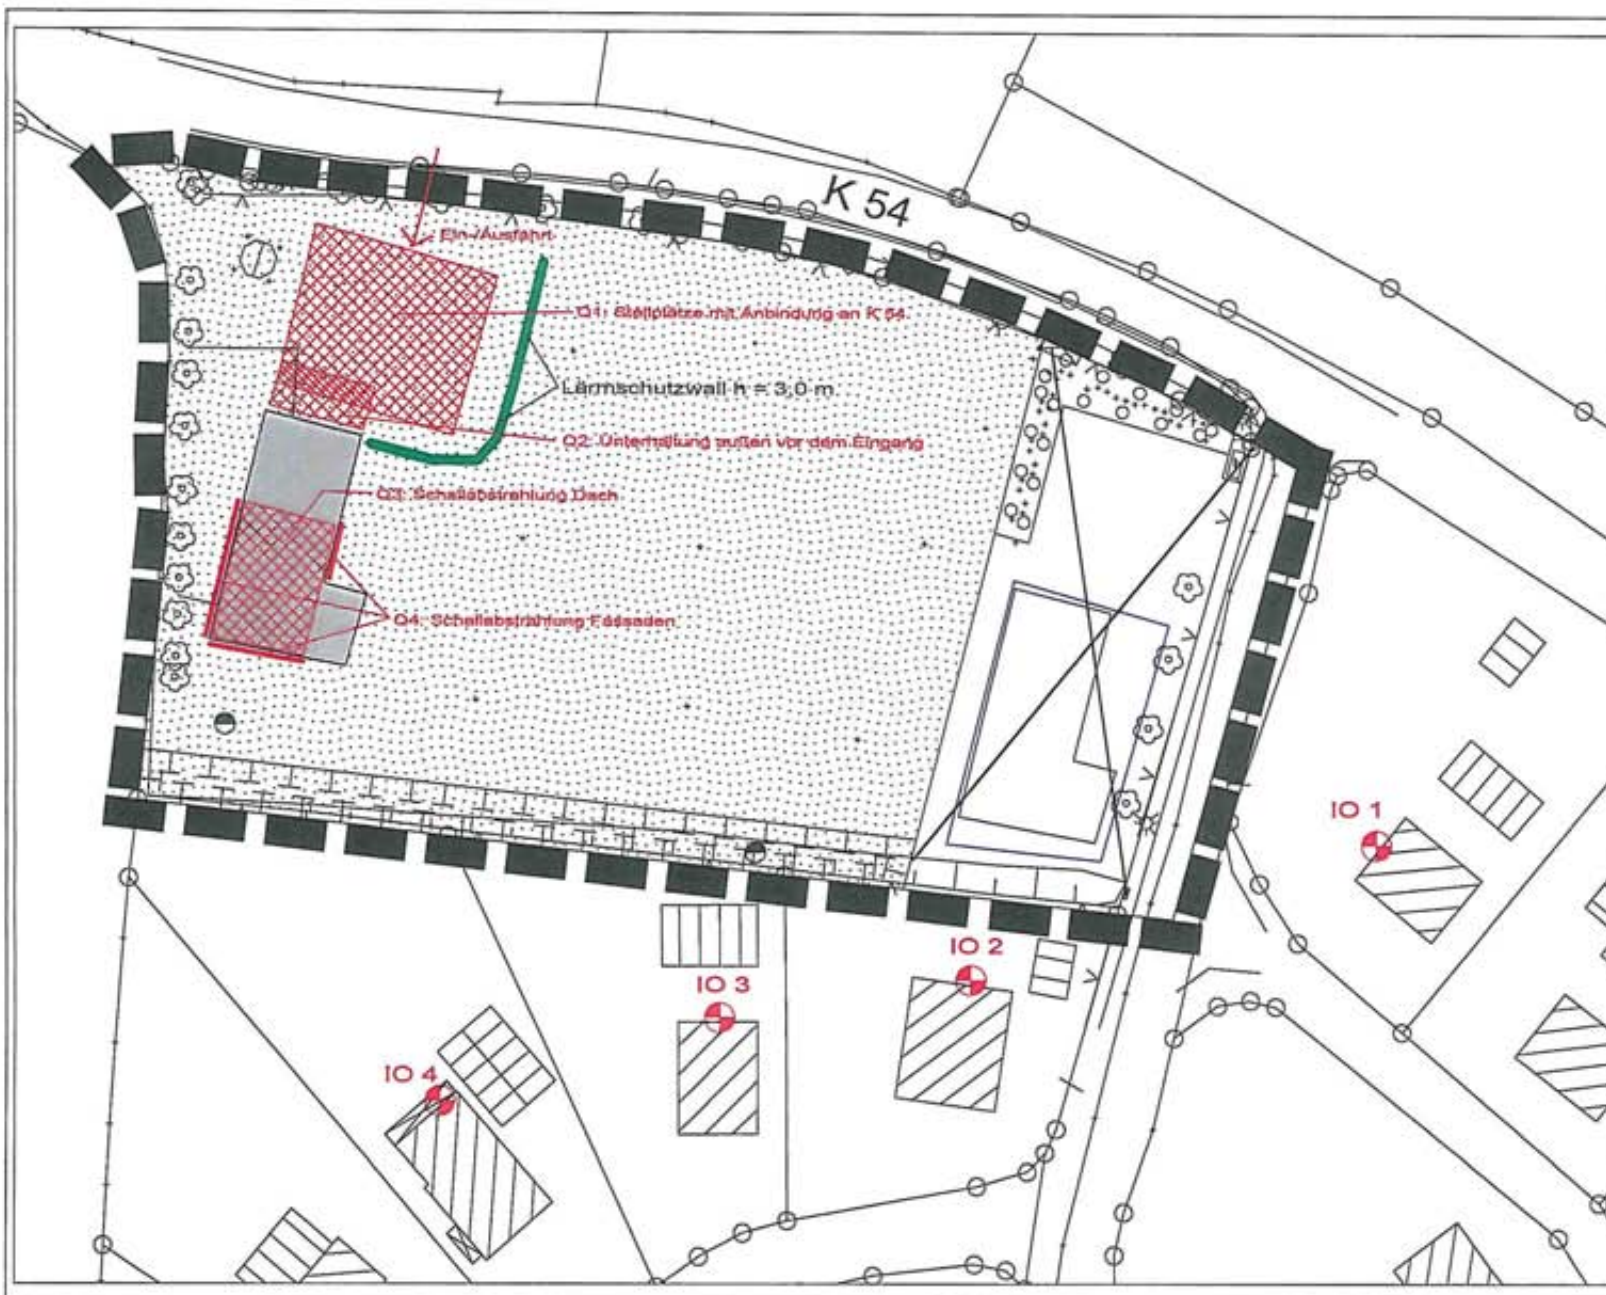 K 54
Ein-/Ausfahrt
Q1: Stellplätze mit Anbindung an K 54
Lärmschutzwall h = 3,0 m
Q2: Unterhaltung außen vor dem Eingang
Q3: Schallabstrahlung Dach
Q4: Schallabstrahlung Fassaden
IO 1
IO 2
IO 3
IO 4